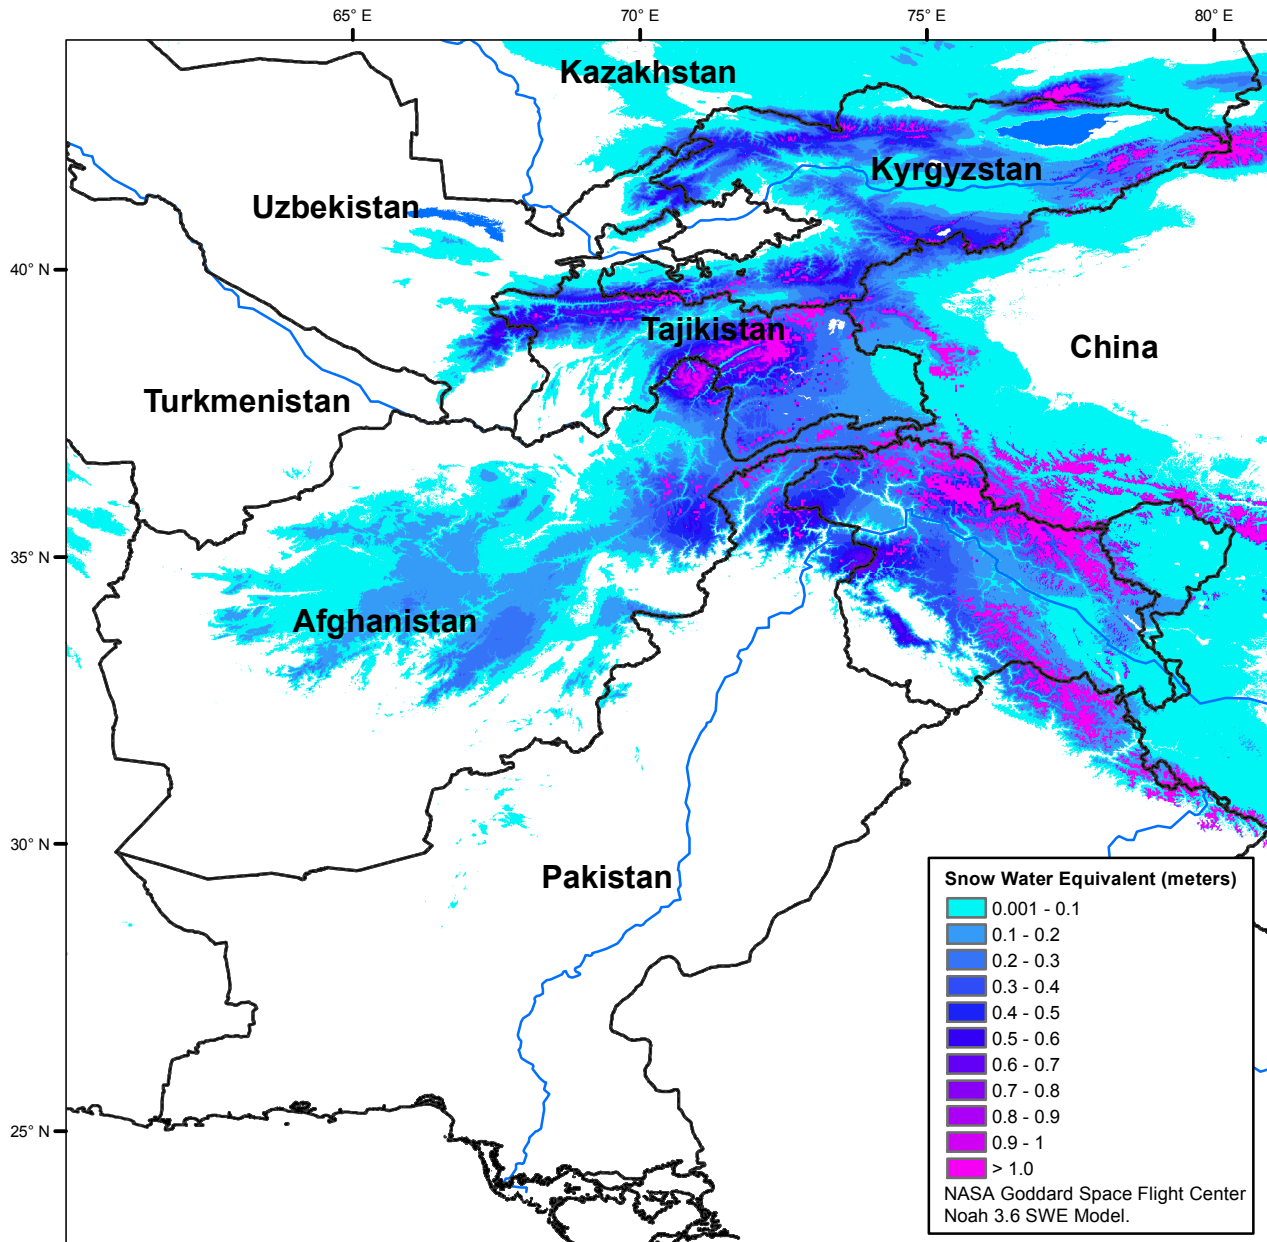 65° E
70° E
75° E
80° E
Kazakhstan
Kyrgyzstan
Uzbekistan
40° N
Tajikistan
China
Turkmenistan
35° N
Afghanistan
30° N
Pakistan
25° N
Snow Water Equivalent (meters)
0.001 - 0.1
0.1 - 0.2
0.2 - 0.3
0.3 - 0.4
0.4 - 0.5
0.5 - 0.6
0.6 - 0.7
0.7 - 0.8
0.8 - 0.9
0.9 - 1
> 1.0
NASA Goddard Space Flight Center
Noah 3.6 SWE Model.